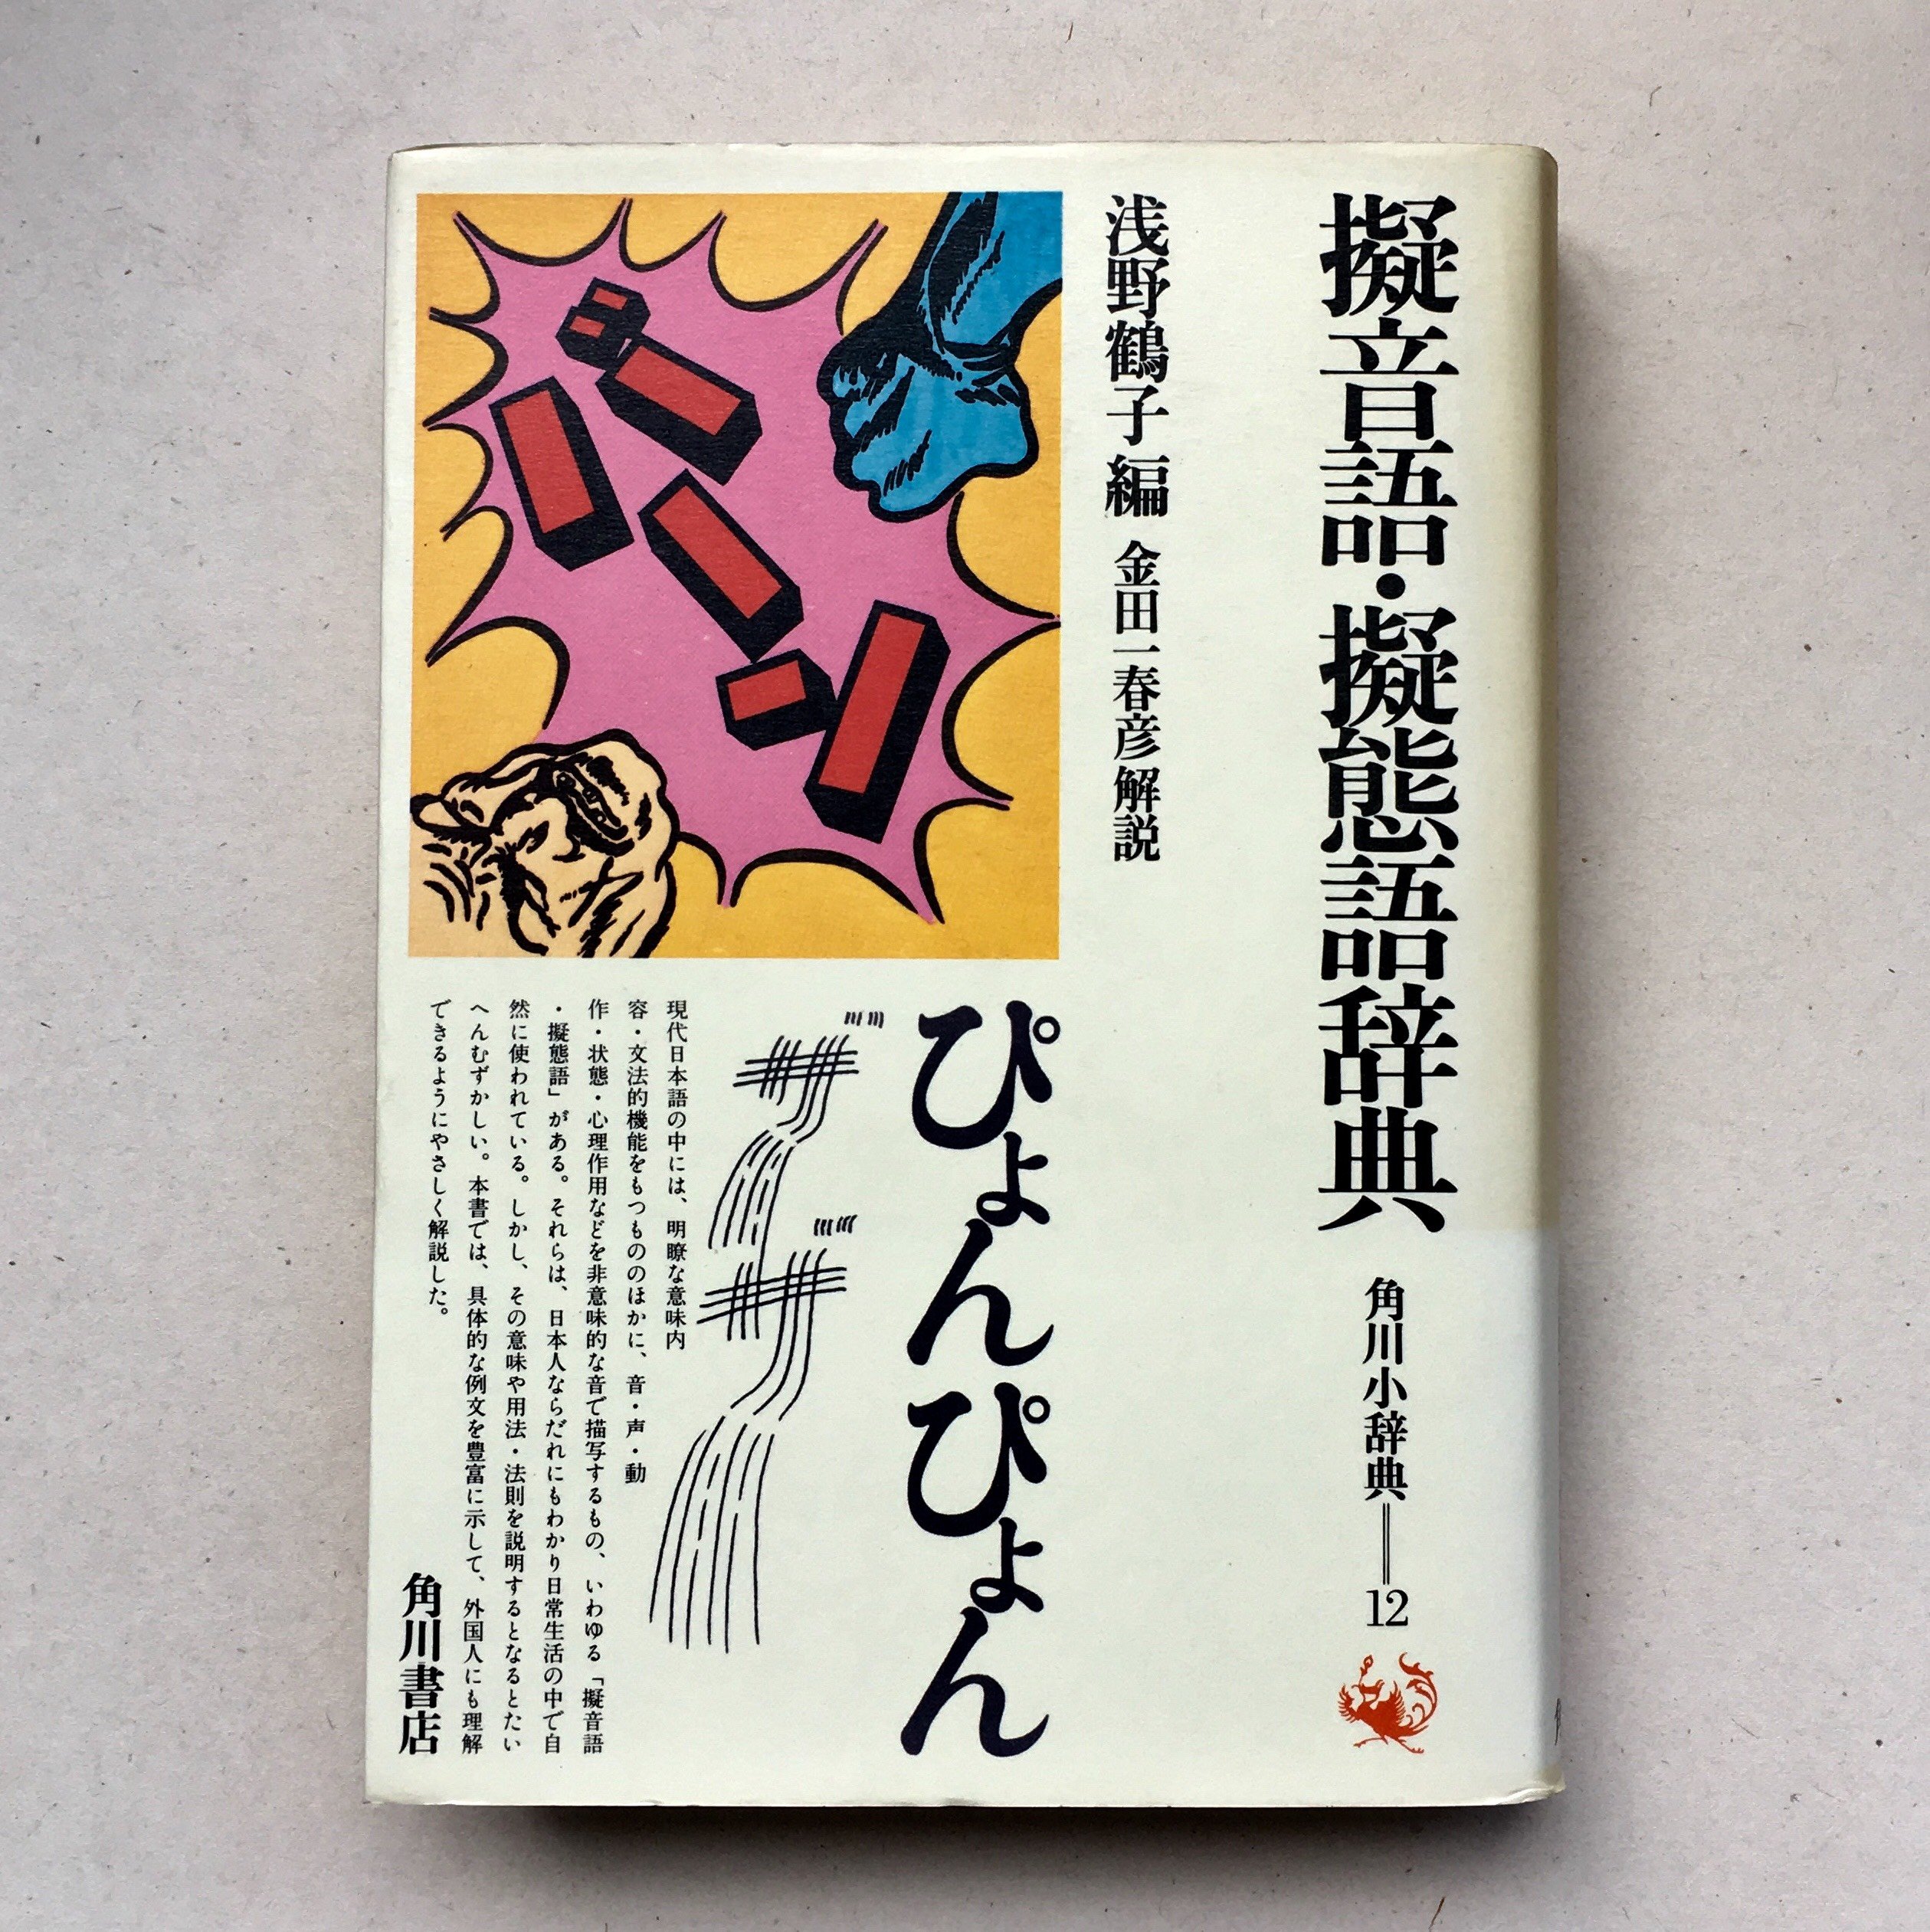 擬音語・擬態語辞典
角川小辞典＝12
浅野鶴子編 金田一春彦解説
バーン
ぴょんぴょん
ザザ
現代日本語の中には、明瞭な意味内
容・文法的機能をもつもののほかに、音・声・動
作・状態・心理作用などを非意味的な音で描写するもの、いわゆる「擬音語
・擬態語」がある。それらは、日本人ならだれにもわかり日常生活の中で自
然に使われている。しかし、その意味や用法・法則を説明するとなるとたい
へんむずかしい。本書では、具体的な例文を豊富に示して、外国人にも理解
できるようにやさしく解説した。
角川書店